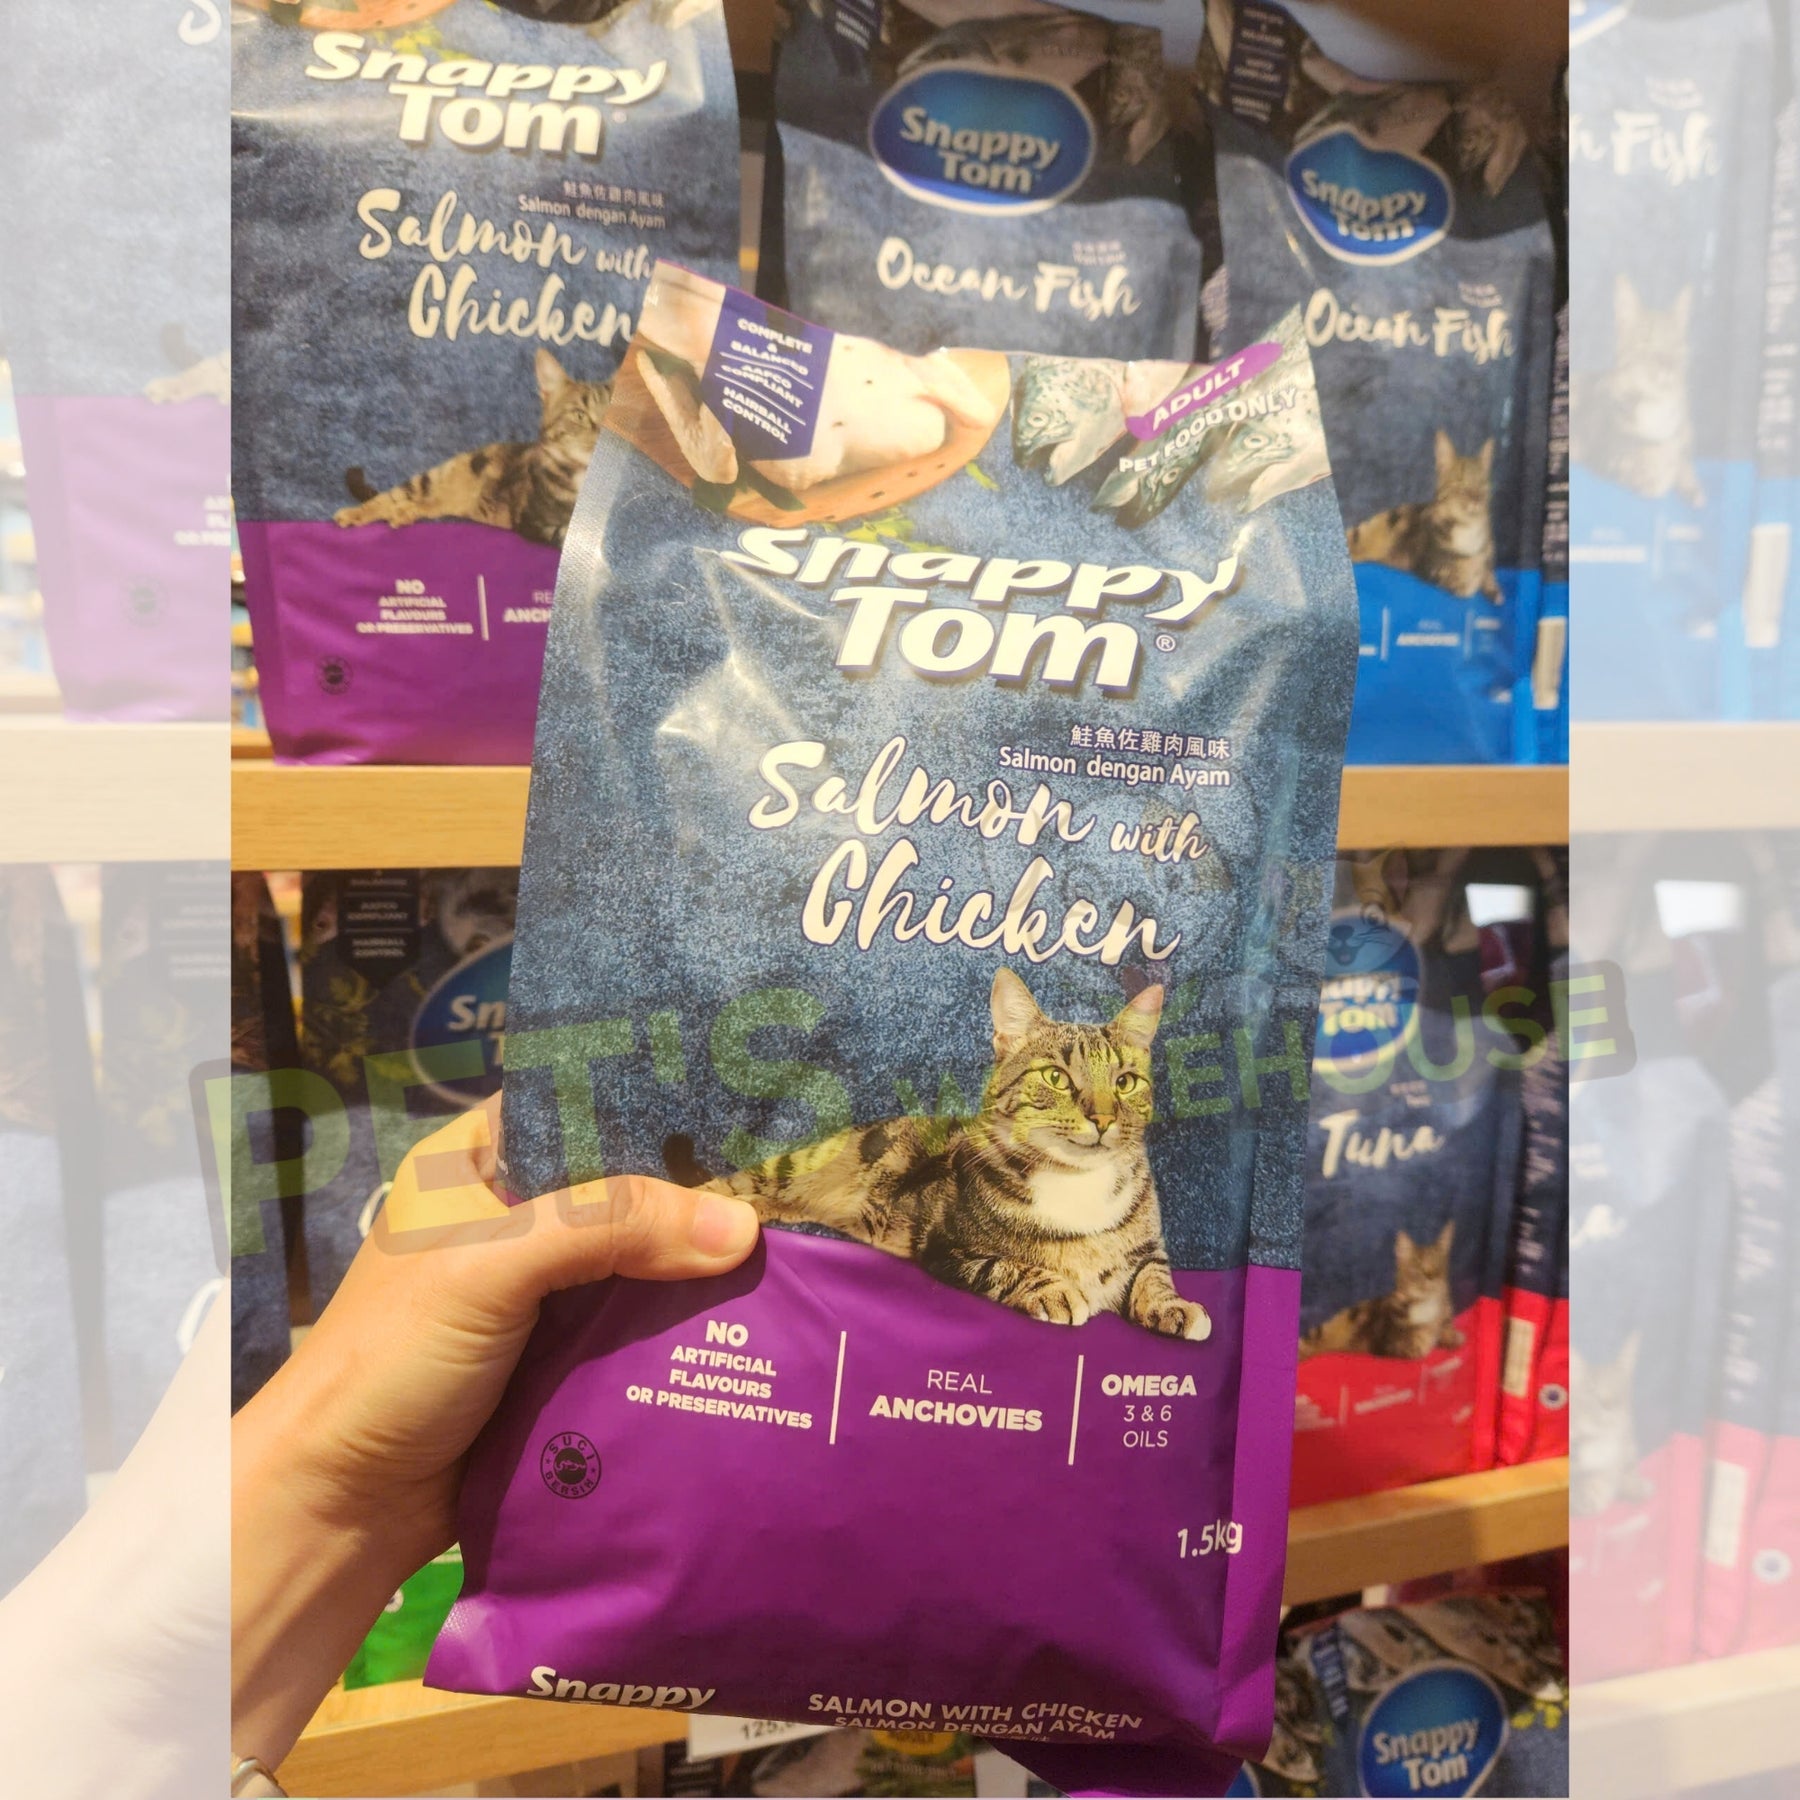 Snappy
Tom
鮭魚佐雞肉風味
Salmon dengan Ayam
Salmon with
Chicken
NO
ARTIFICIAL
FLAVOURS
OR PRESERVATIVES
Snappy
Tom
Ocean Fish
Snappy
Tom
Ocean Fish
COMPLETE
&
BALANCED
AAFCO
COMPLIANT
HAIRBALL
CONTROL
ADULT
PET FOOD ONLY
Snappy
Tom®
鮭魚佐雞肉風味
Salmon dengan Ayam
Salmon with
Chicken
PET'S WAREHOUSE
NO
ARTIFICIAL
FLAVOURS
OR PRESERVATIVES
REAL
ANCHOVIES
OMEGA
3 & 6
OILS
SUCI
BERSIH
1.5kg
Snappy
SALMON WITH CHICKEN
SALMON DENGAN AYAM
Tom
Tuna
Snappy
Tom